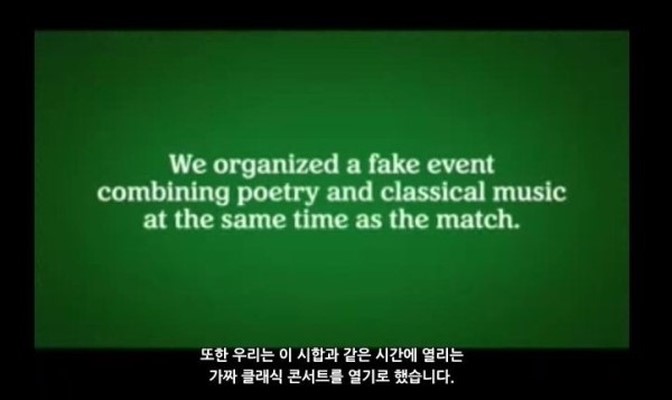 We organized a fake event
combining poetry and classical music
at the same time as the match.
또한 우리는 이 시합과 같은 시간에 열리는
가짜 클래식 콘서트를 열기로 했습니다.